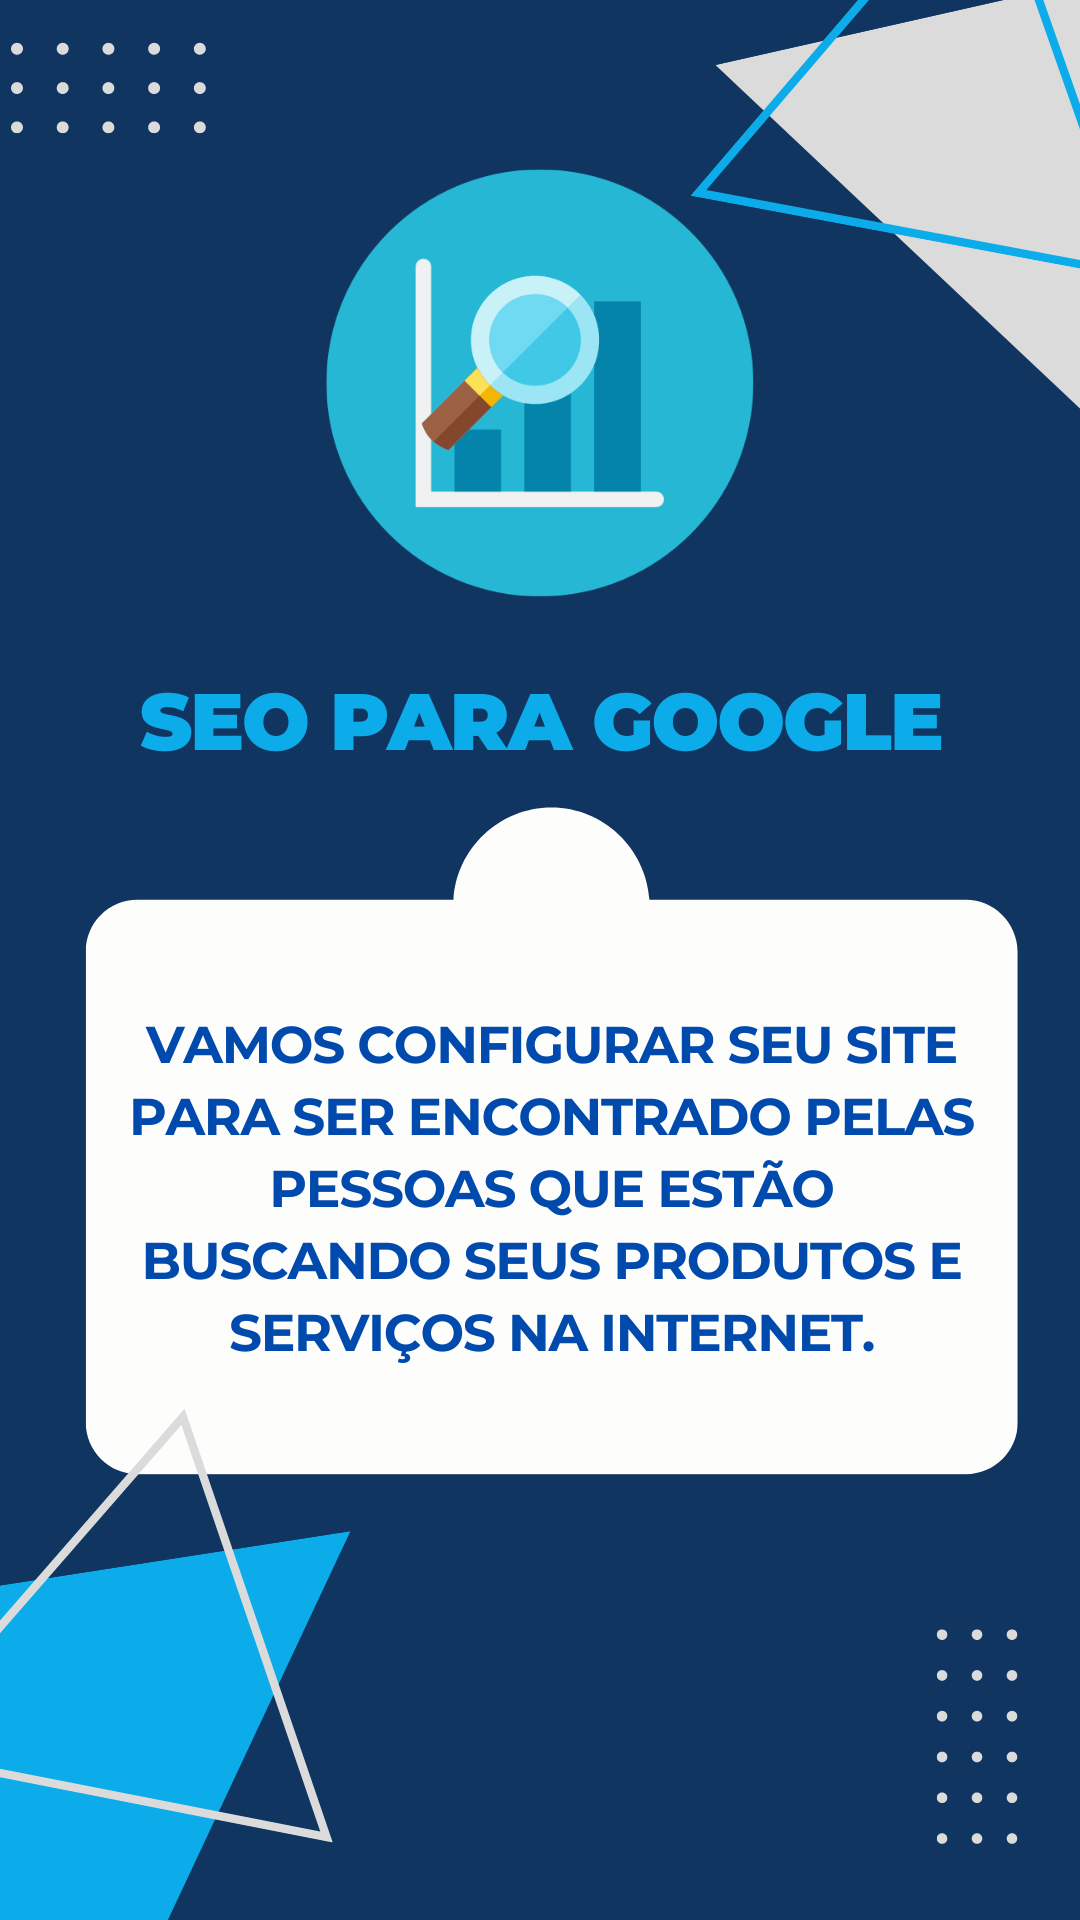 SEO PARA GOOGLE
VAMOS CONFIGURAR SEU SITE
PARA SER ENCONTRADO PELAS
PESSOAS QUE ESTÃO
BUSCANDO SEUS PRODUTOS E
SERVIÇOS NA INTERNET.